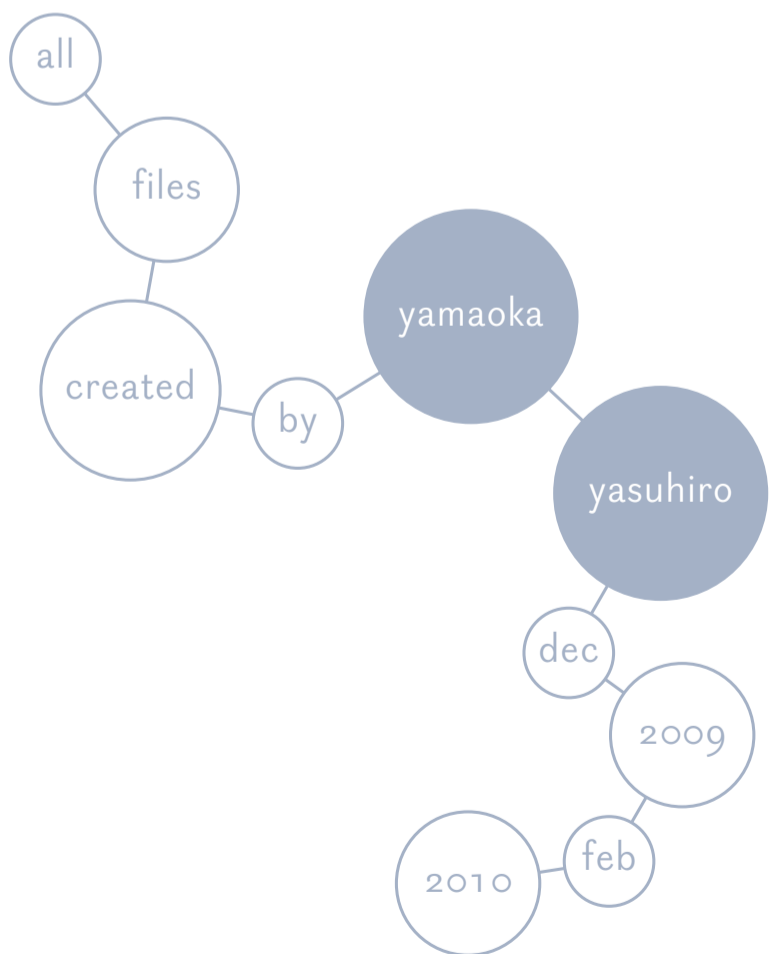 all
files
created
by
yamaoka
yasuhiro
dec
2009
feb
2010